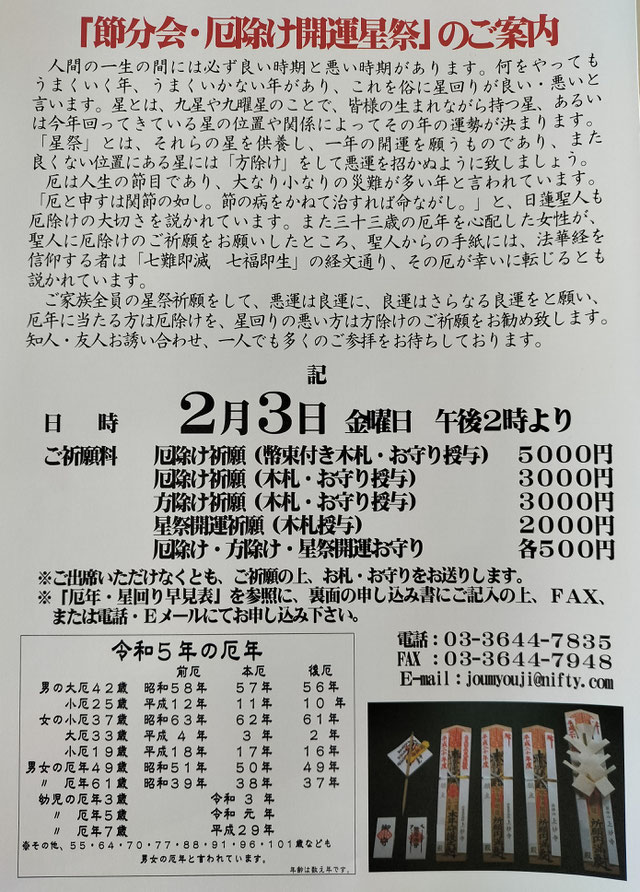 「節分会・厄除け開運星祭」のご案内
人間の一生の間には必ず良い時期と悪い時期があります。何をやっても
うまくいく年、うまくいかない年があり、これを俗に星回りが良い・悪いと
言います。星とは、九星や九曜星のことで、皆様の生まれながら持つ星、あるい
は今年回ってきている星の位置や関係によってその年の運勢が決まります。
「星祭」とは、それらの星を供養し、一年の開運を願うものであり、また
良くない位置にある星には「方除け」をして悪運を招かぬように致しましょう。
厄は人生の節目であり、大なり小なりの災難が多い年と言われています。
「厄と申すは関節の如し。節の病をかねて治すれば命ながし。」と、日蓮聖人も
厄除けの大切さを説かれています。また三十三歳の厄年を心配した女性が、
聖人に厄除けのご祈願をお願いしたところ、聖人からの手紙には、法華経を
信仰する者は「七難即滅　七福即生」の経文通り、その厄が幸いに転じるとも
説かれています。
ご家族全員の星祭祈願をして、悪運は良運に、良運はさらなる良運をと願い、
厄年に当たる方は厄除けを、星回りの悪い方は方除けのご祈願をお勧め致します。
知人・友人お誘い合わせ、一人でも多くのご参拝をお待ちしております。
記
日　時　2月3日 金曜日　午後2時より
ご祈願料　厄除け祈願（幣束付き木札・お守り授与）　5000円
厄除け祈願（木札・お守り授与）　3000円
方除け祈願（木札・お守り授与）　3000円
星祭開運祈願（木札授与）　2000円
厄除け・方除け・星祭開運お守り　各500円
※ご出席いただけなくとも、ご祈願の上、お札・お守りをお送りします。
※『厄年・星回り早見表』を参照に、裏面の申し込み書にご記入の上、FAX、
または電話・Eメールにてお申し込み下さい。
電話：03-3644-7835
FAX ：03-3644-7948
E-mail：joumyouji@nifty.com
令和5年の厄年
前厄　本厄　後厄
男の大厄42歳　昭和58年　57年　56年
小厄25歳　平成12年　11年　10年
女の小厄37歳　昭和63年　62年　61年
大厄33歳　平成 4年　3年　2年
小厄19歳　平成18年　17年　16年
男女の厄年49歳　昭和51年　50年　49年
〃　厄年61歳　昭和39年　38年　37年
幼児の厄年3歳　令和 3年
〃　厄年5歳　令和 元年
〃　厄年7歳　平成29年
※その他、55・64・70・77・88・91・96・101歳なども
男女の厄年と言われています。
年齢は数え年です。